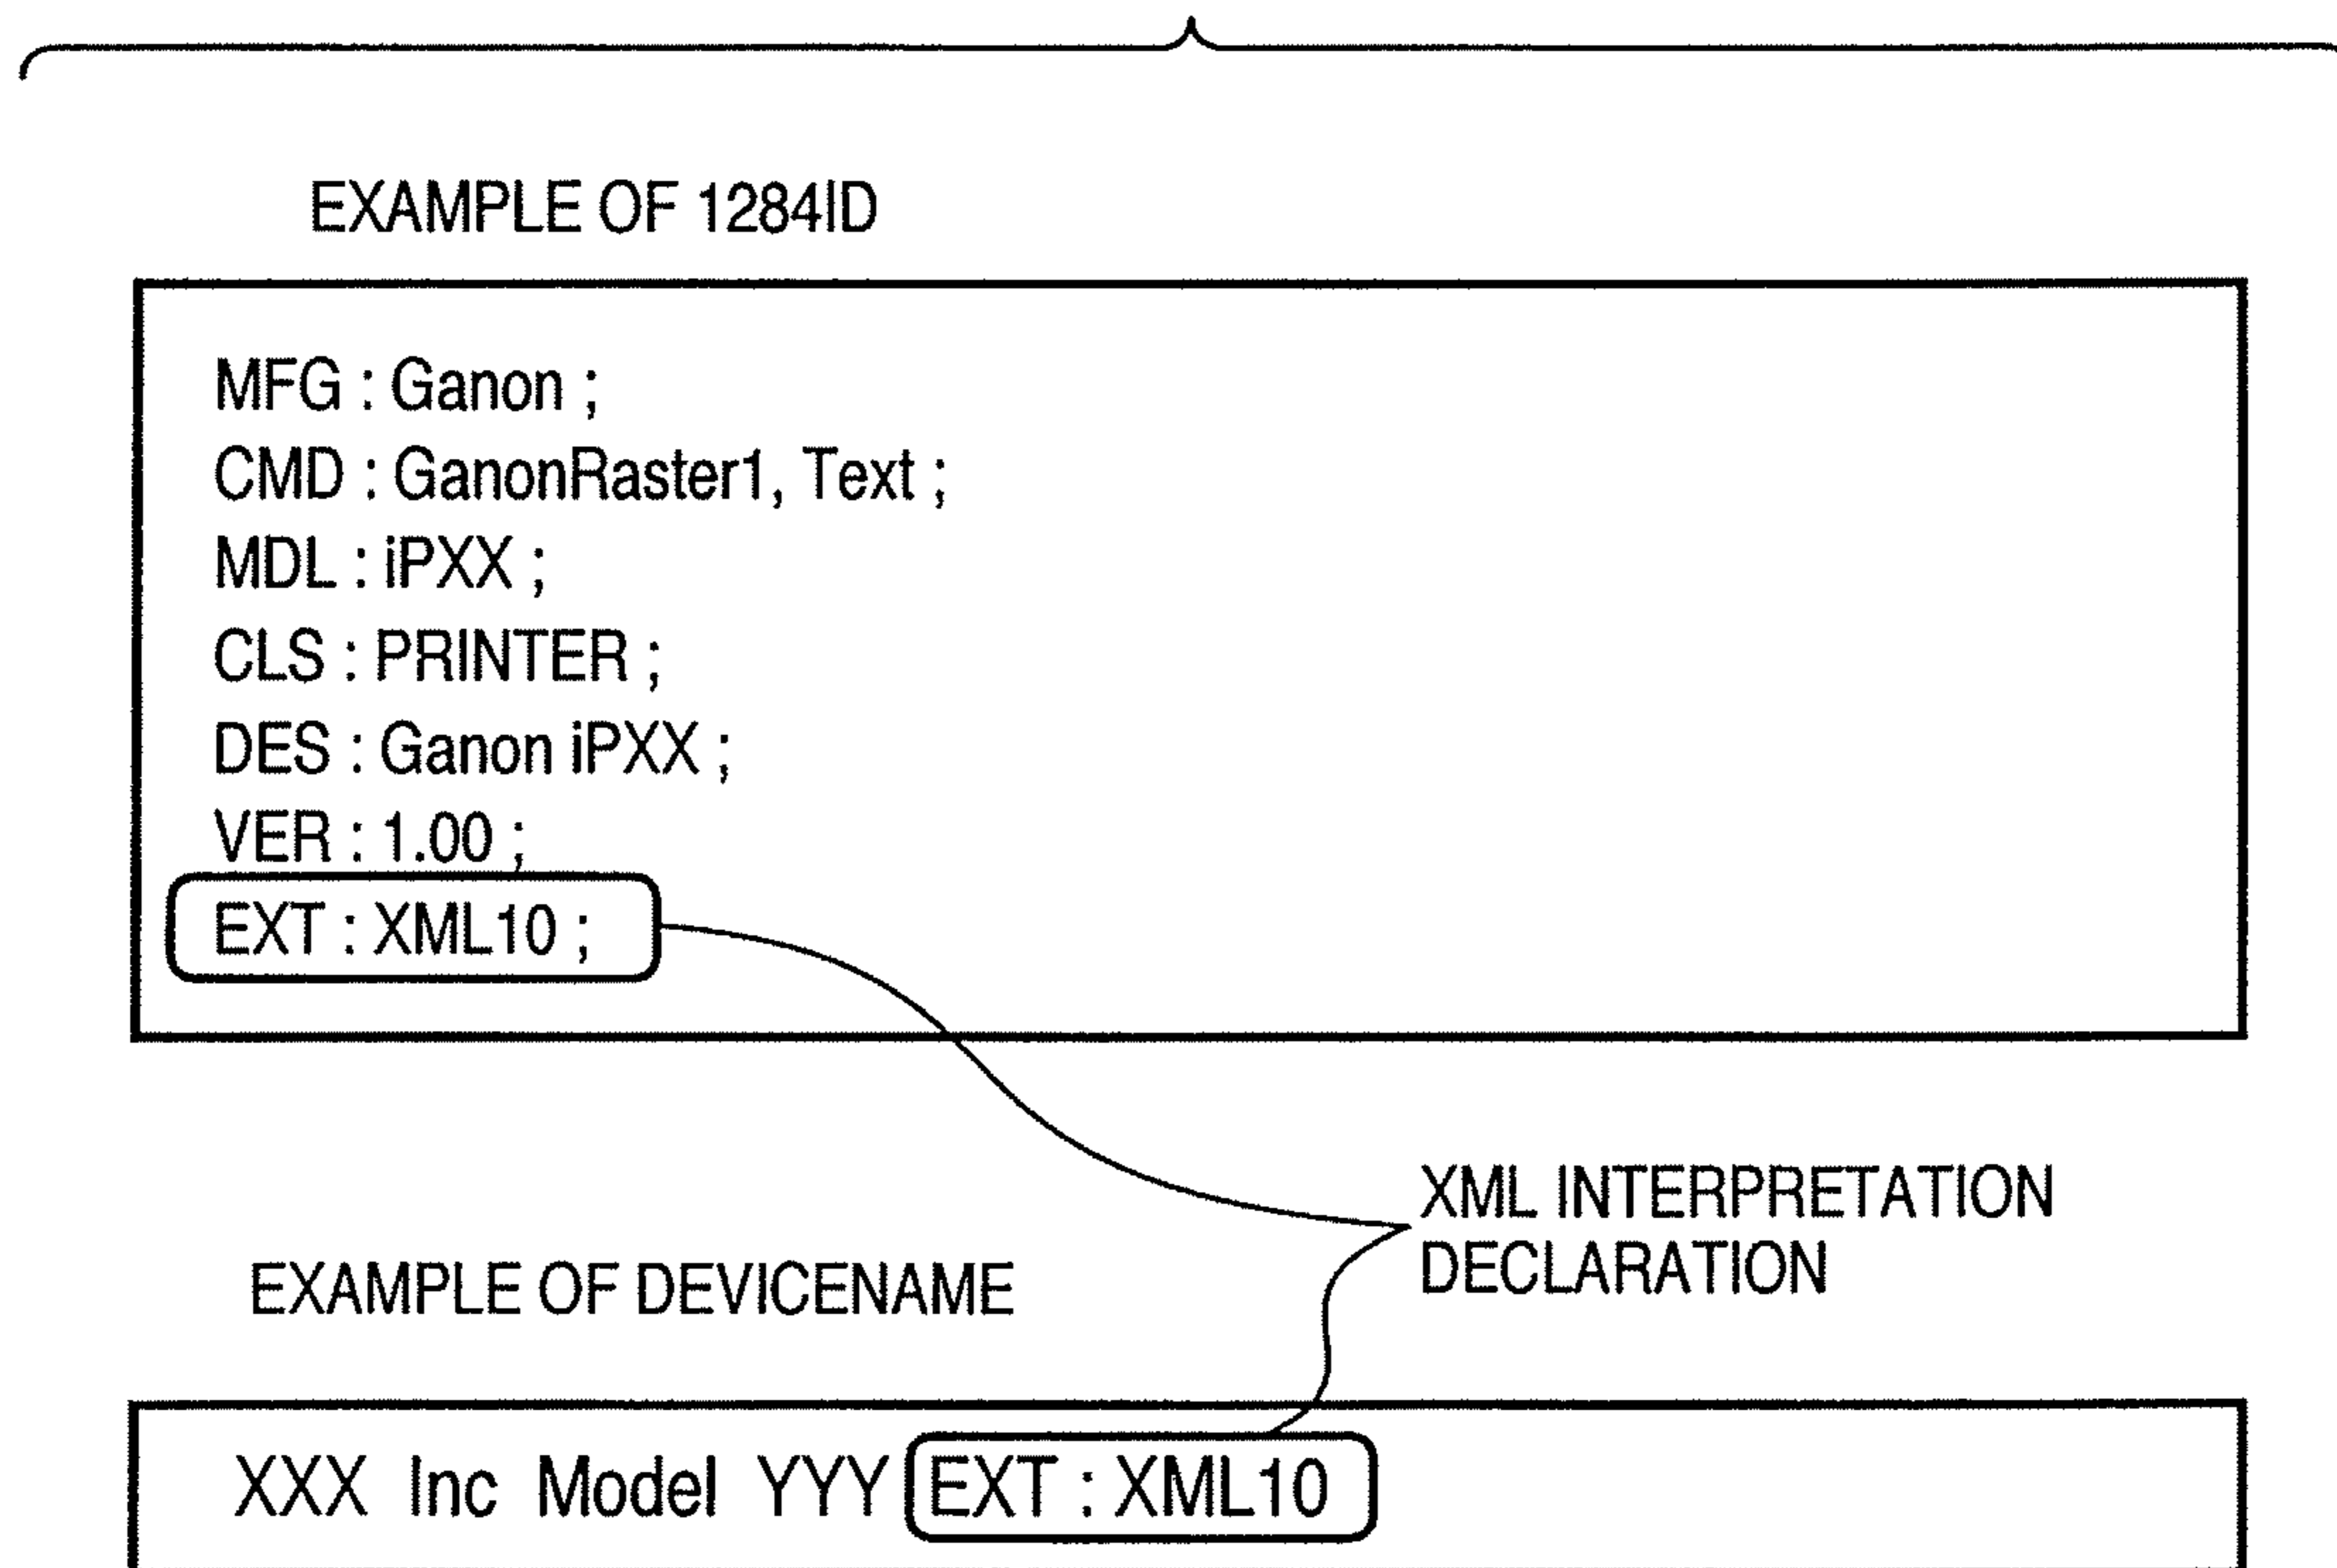 EXAMPLE OF 1284ID
MFG : Ganon ;
CMD : GanonRaster1, Text ;
MDL : iPXX ;
CLS : PRINTER ;
DES : Ganon iPXX ;
VER : 1.00 ;
EXT : XML10 ;
XML INTERPRETATION
DECLARATION
EXAMPLE OF DEVICENAME
XXX Inc Model YYY EXT : XML10